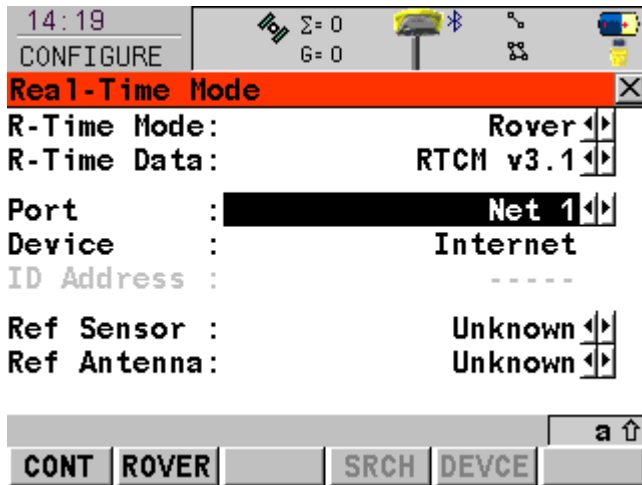 14:19
CONFIGURE
Σ= 0
G= 0
Real-Time Mode
R-Time Mode: Rover
R-Time Data: RTCM v3.1
Port : Net 1
Device : Internet
ID Address : -----
Ref Sensor : Unknown
Ref Antenna: Unknown
a
CONT ROVER SRCH DEVCE